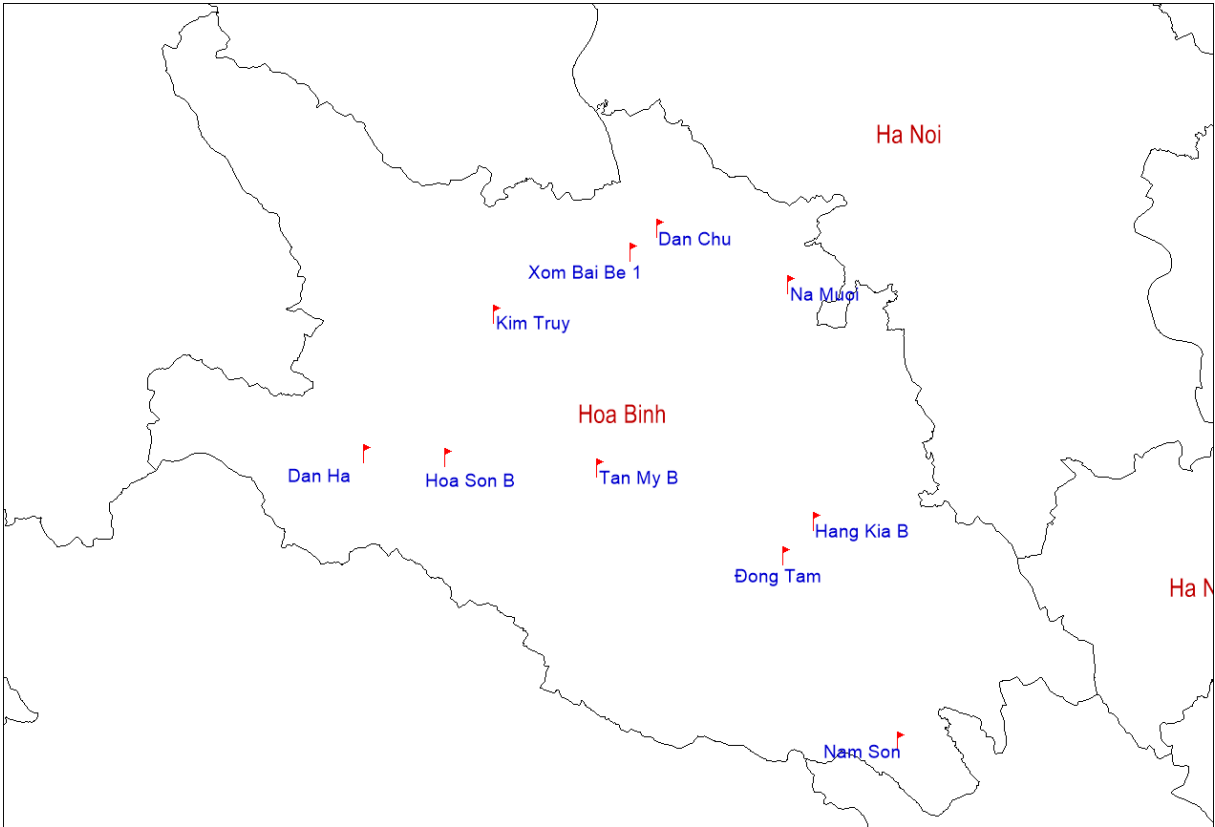 Ha Noi
Dan Chu
Xom Bai Be 1
Na Muoi
Kim Truy
Hoa Binh
Dan Ha
Hoa Son B
Tan My B
Hang Kia B
Đong Tam
Ha N
Nam Son